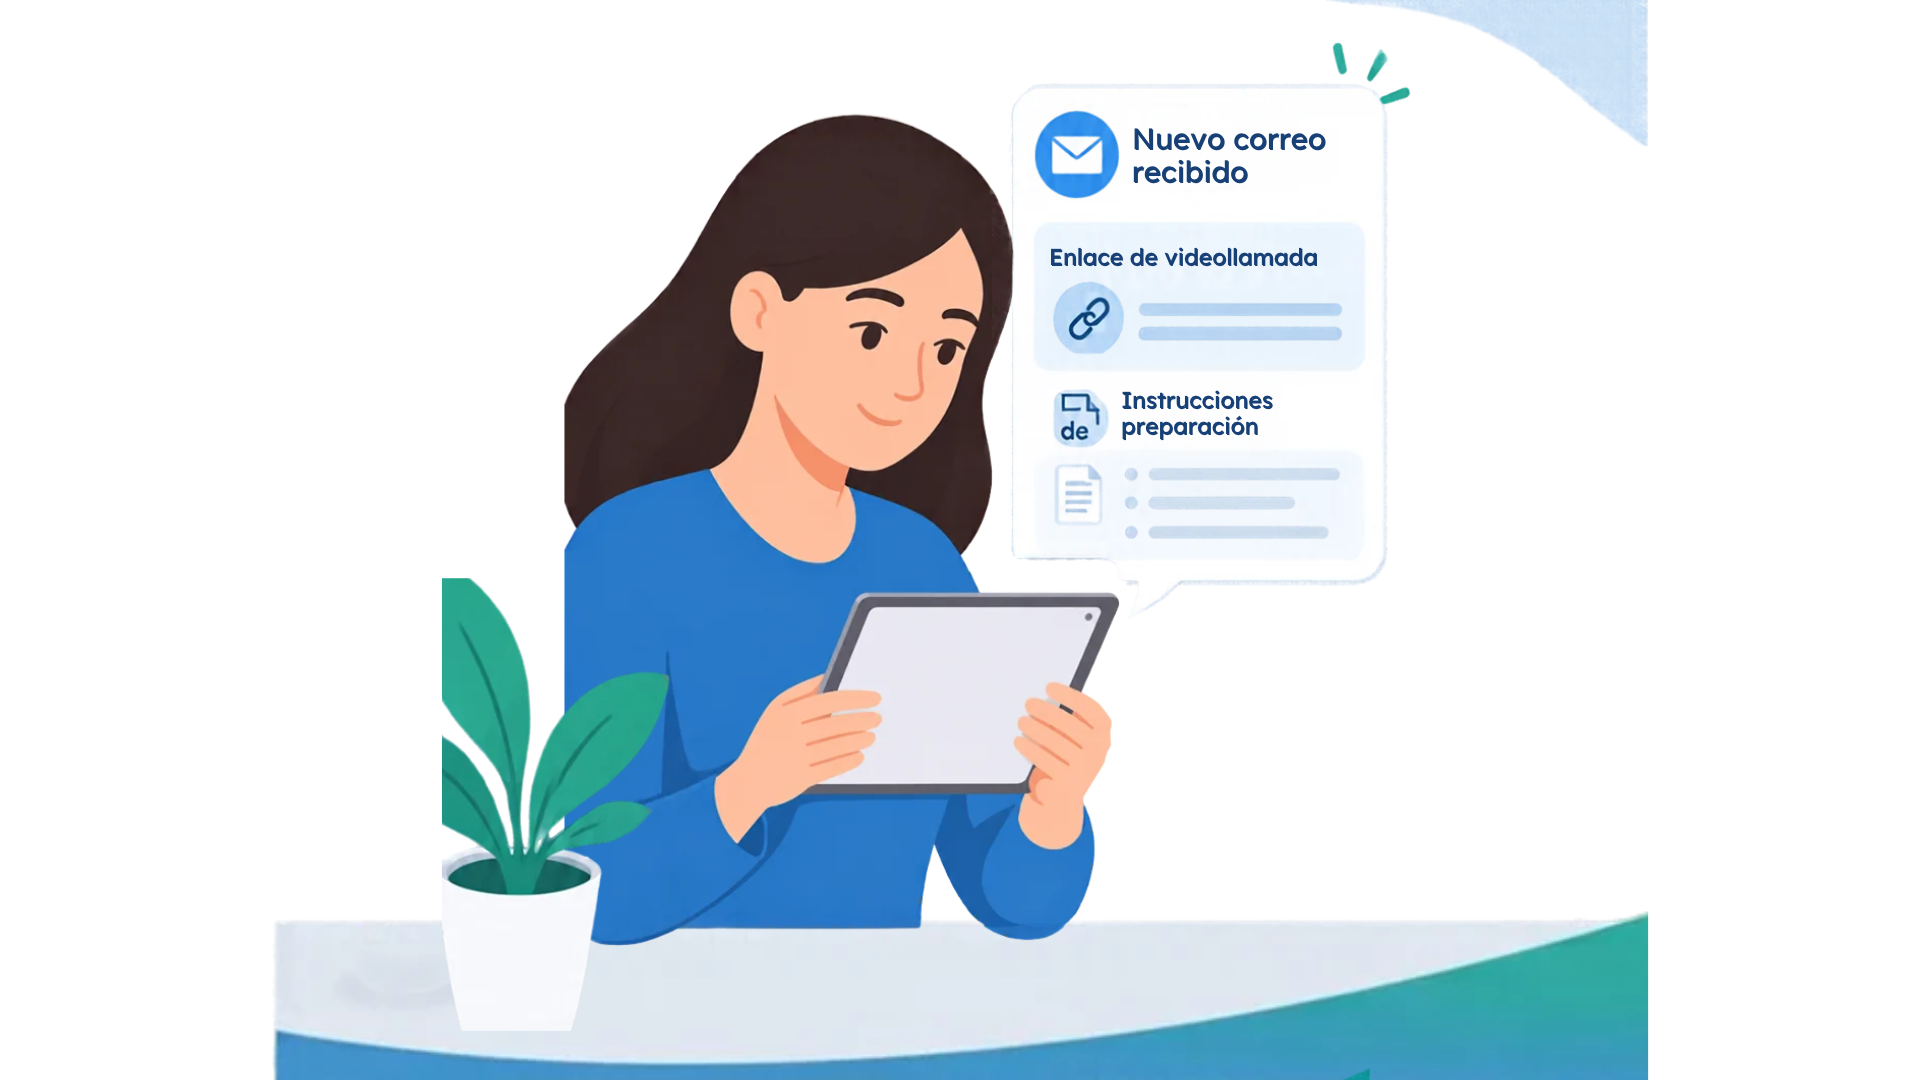 Nuevo correo
recibido
Enlace de videollamada
Instrucciones
de preparación